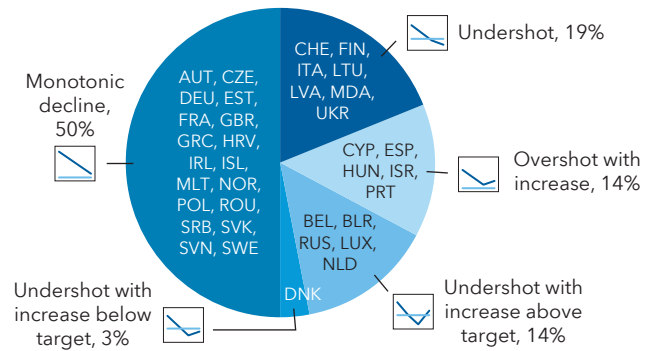 Undershot, 19%
CHE, FIN,
ITA, LTU,
LVA, MDA,
UKR
Monotonic
decline,
50%
AUT, CZE,
DEU, EST,
FRA, GBR,
GRC, HRV,
IRL, ISL,
MLT, NOR,
POL, ROU,
SRB, SVK,
SVN, SWE
CYP, ESP,
HUN, ISR,
PRT
Overshot with
increase, 14%
BEL, BLR,
RUS, LUX,
NLD
Undershot with
increase above
target, 14%
DNK
Undershot with
increase below
target, 3%